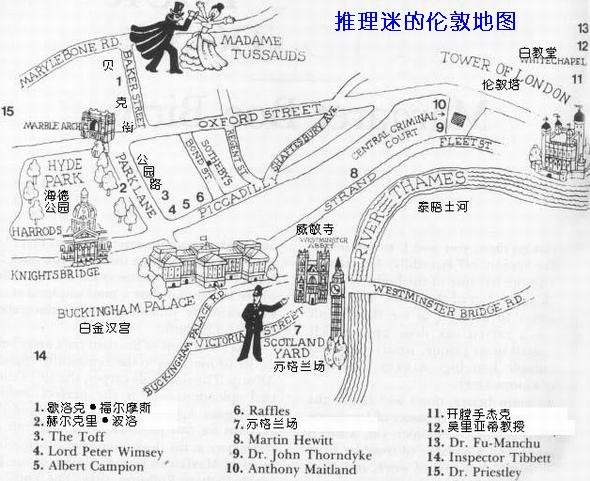 推理迷的伦敦地图
MADAME
TUSSAUDS
MARYLEBONE RD.
贝
1
克
街
BAKER STREET
13
12
白教堂
WHITECHAPEL
11
TOWER OF LONDON
伦敦塔
15
MARBLE ARCH
OXFORD STREET
10
CENTRAL CRIMINAL
COURT
9
FLEET ST.
HYDE
PARK
海德
公园
PARK LANE
公园
路
2
3
4
5
6
SOTHEBYS
BOND ST.
REGENT ST.
SHAFTESBURY AVE.
PICCADILLY
8
STRAND
RIVER THAMES
泰晤士河
HARRODS
KNIGHTSBRIDGE
威敏寺
WESTMINSTER
ABBEY
BUCKINGHAM PALACE
白金汉宫
BUCKINGHAM PALACE RD.
VICTORIA STREET
7
SCOTLAND
YARD
苏格兰场
WESTMINSTER BRIDGE RD.
14
1. 歇洛克•福尔摩斯
2. 赫尔克里•波洛
3. The Toff
4. Lord Peter Wimsey
5. Albert Campion
6. Raffles
7. 苏格兰场
8. Martin Hewitt
9. Dr. John Thorndyke
10. Anthony Maitland
11. 开膛手杰克
12. 莫里亚蒂教授
13. Dr. Fu-Manchu
14. Inspector Tibbett
15. Dr. Priestley